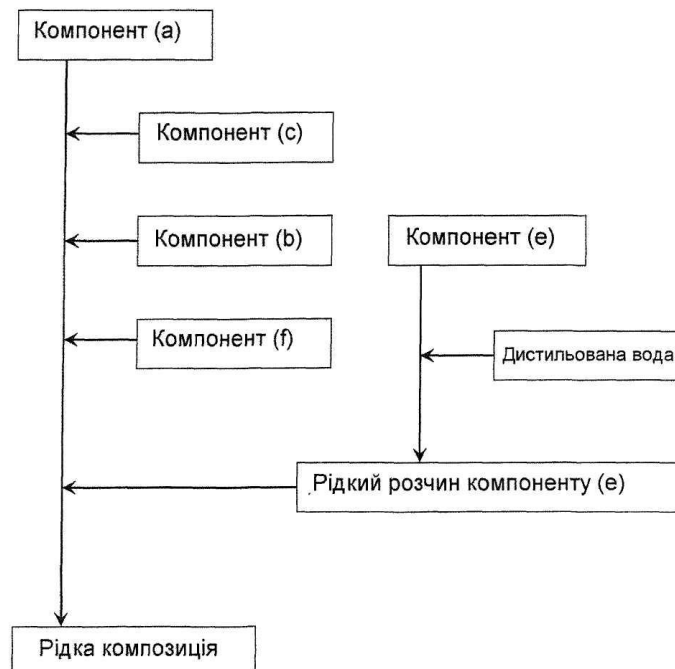 Компонент (a)
Компонент (c)
Компонент (b)
Компонент (e)
Компонент (f)
Дистильована вода
Рідкий розчин компоненту (e)
Рідка композиція